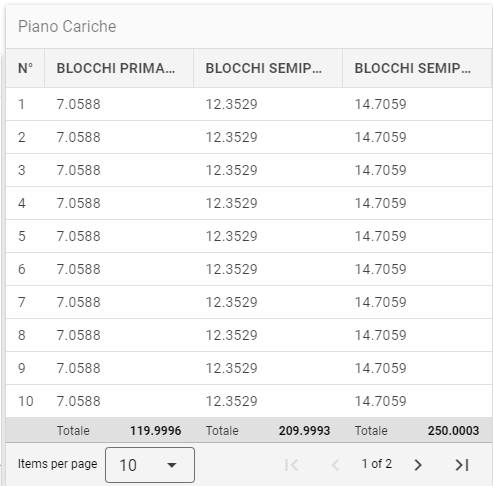 Piano Cariche
N° BLOCCHI PRIMA... BLOCCHI SEMIP... BLOCCHI SEMIP...
1 7.0588 12.3529 14.7059
2 7.0588 12.3529 14.7059
3 7.0588 12.3529 14.7059
4 7.0588 12.3529 14.7059
5 7.0588 12.3529 14.7059
6 7.0588 12.3529 14.7059
7 7.0588 12.3529 14.7059
8 7.0588 12.3529 14.7059
9 7.0588 12.3529 14.7059
10 7.0588 12.3529 14.7059
Totale 119.9996 Totale 209.9993 Totale 250.0003
Items per page 10 1 of 2